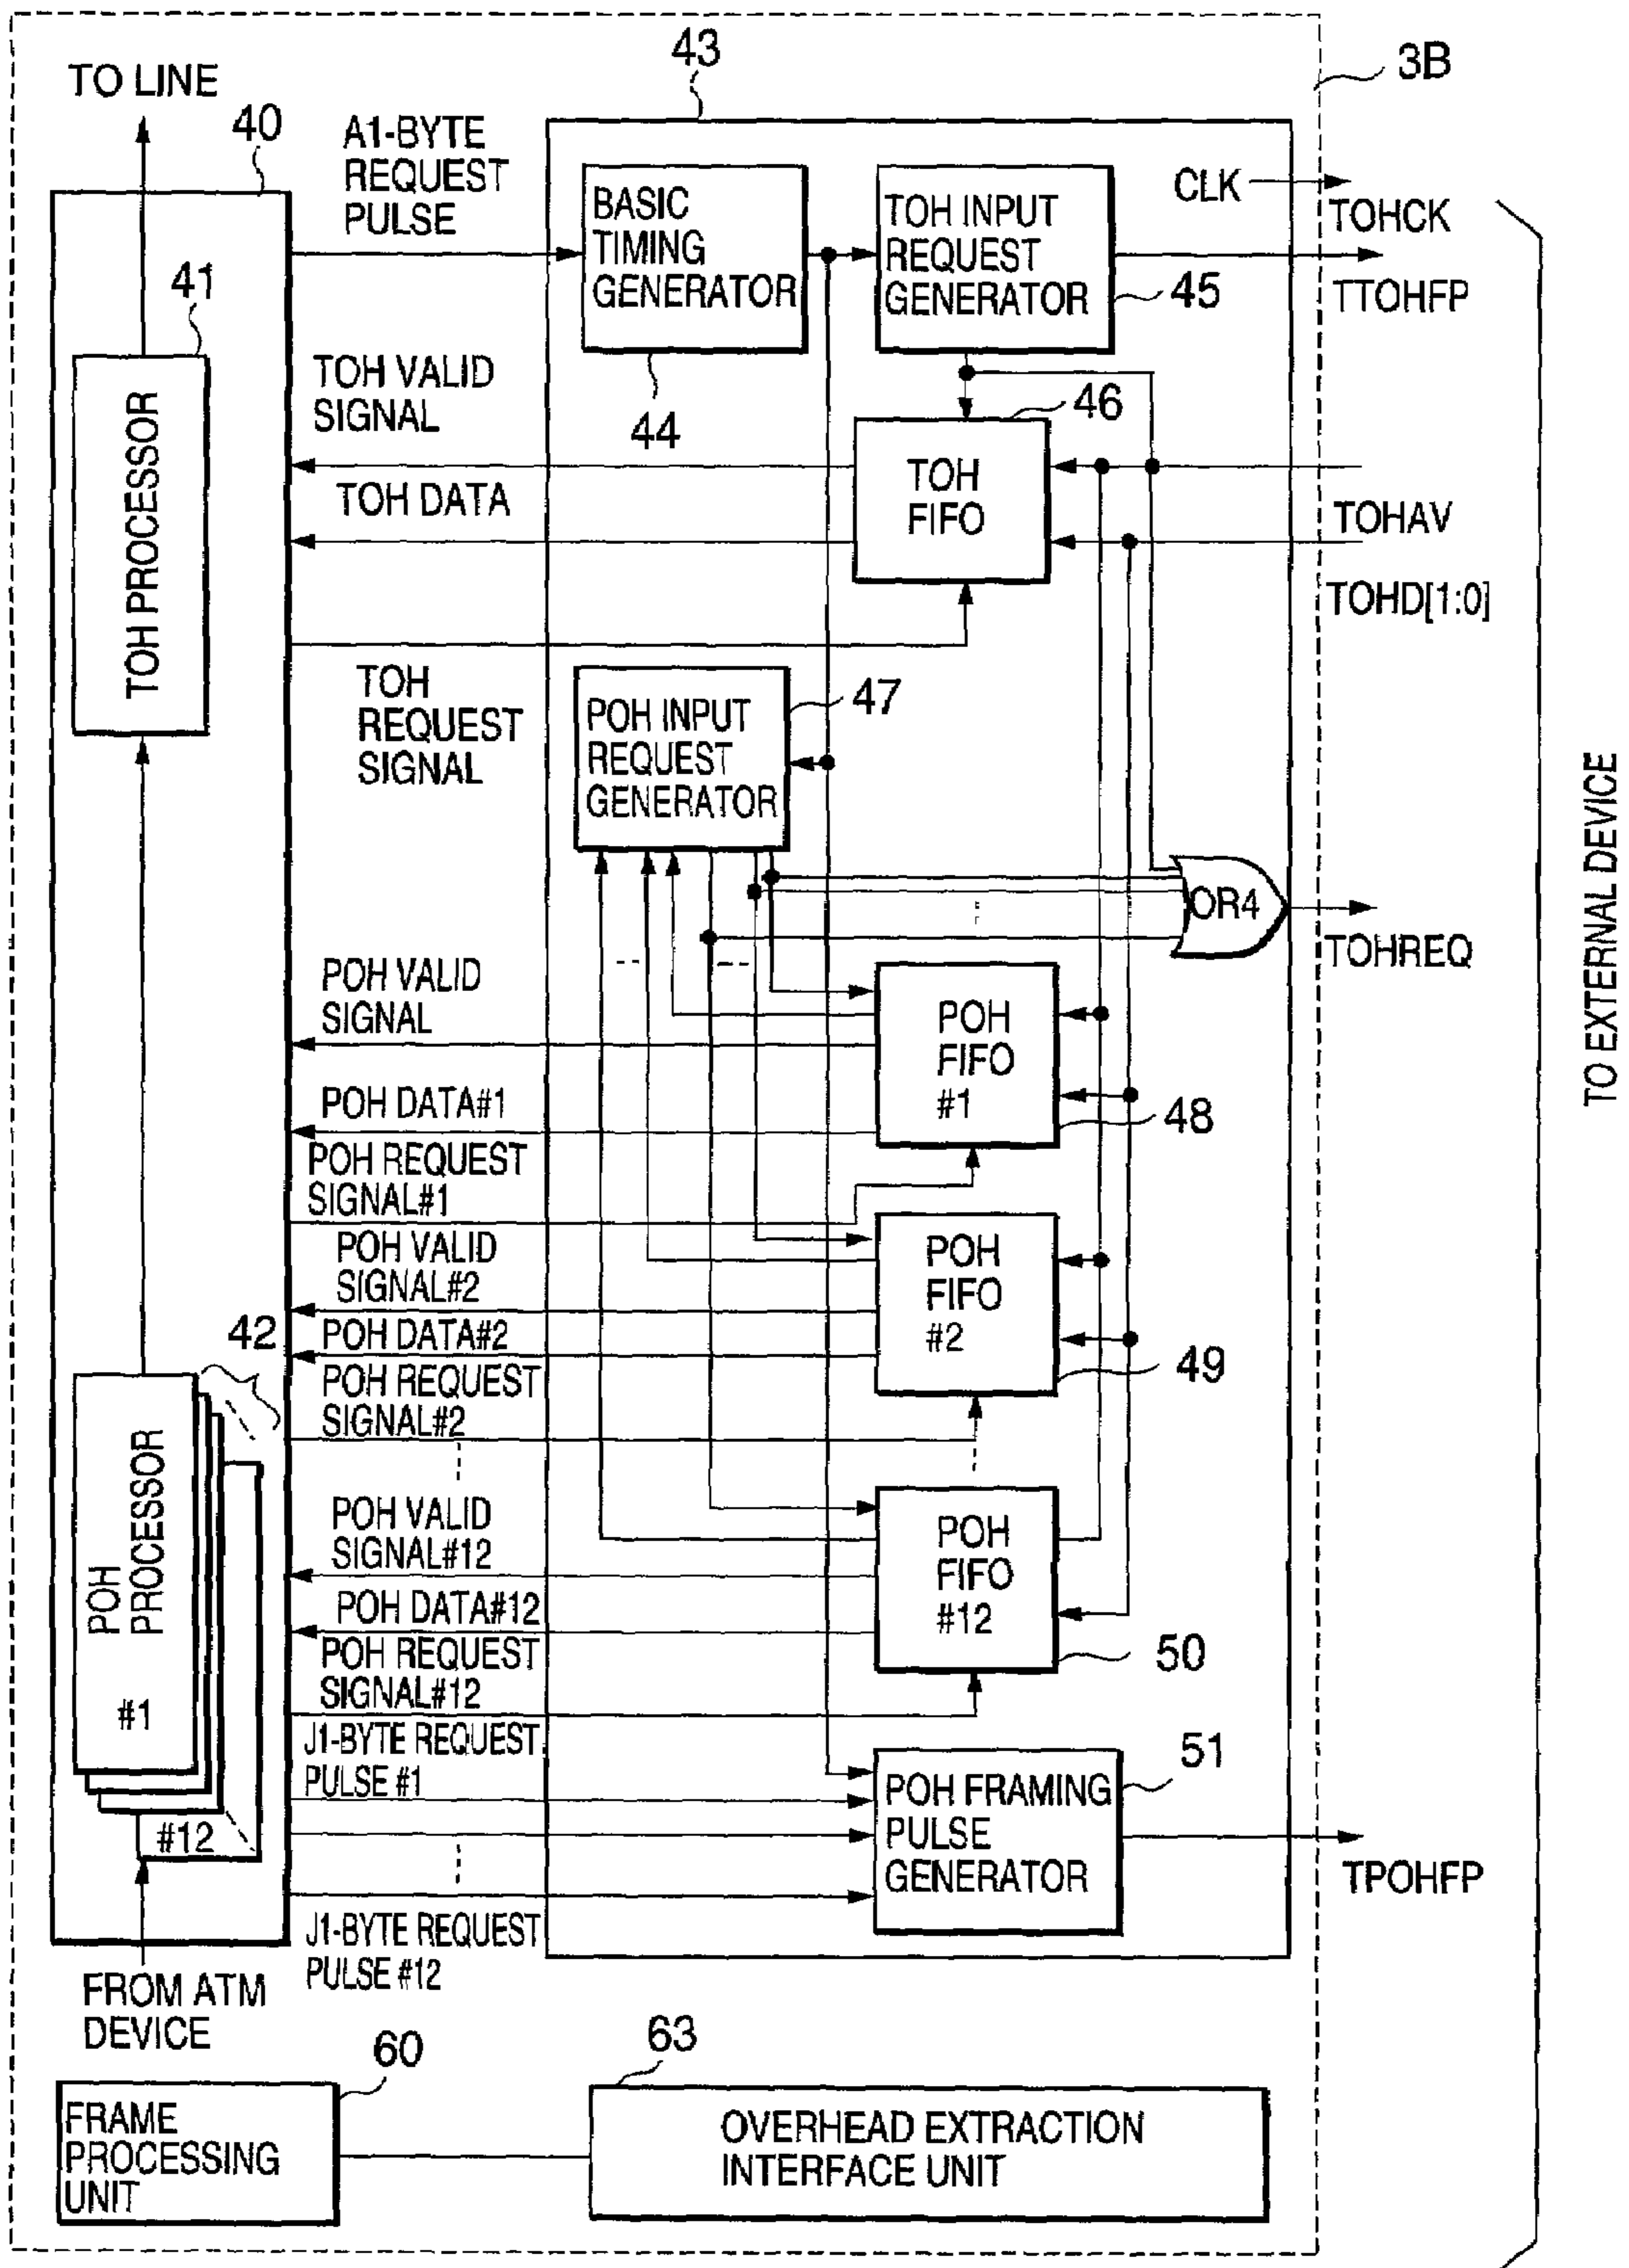 43
3B
TO LINE
40
A1-BYTE
REQUEST
PULSE
BASIC
TIMING
GENERATOR
44
TOH INPUT
REQUEST
GENERATOR
45
CLK
TOHCK
TTOHFP
41
TOH PROCESSOR
TOH VALID
SIGNAL
TOH DATA
46
TOH
FIFO
TOHAV
TOHD[1:0]
TOH
REQUEST
SIGNAL
POH INPUT
REQUEST
GENERATOR
47
OR4
TOHREQ
TO EXTERNAL DEVICE
POH VALID
SIGNAL
POH DATA#1
POH REQUEST
SIGNAL#1
POH
FIFO
#1
48
POH VALID
SIGNAL#2
POH DATA#2
POH REQUEST
SIGNAL#2
POH
FIFO
#2
49
42
POH
PROCESSOR
#1
#12
POH VALID
SIGNAL#12
POH DATA#12
POH REQUEST
SIGNAL#12
POH
FIFO
#12
50
J1-BYTE REQUEST
PULSE #1
J1-BYTE REQUEST
PULSE #12
POH FRAMING
PULSE
GENERATOR
51
TPOHFP
FROM ATM
DEVICE
60
FRAME
PROCESSING
UNIT
63
OVERHEAD EXTRACTION
INTERFACE UNIT